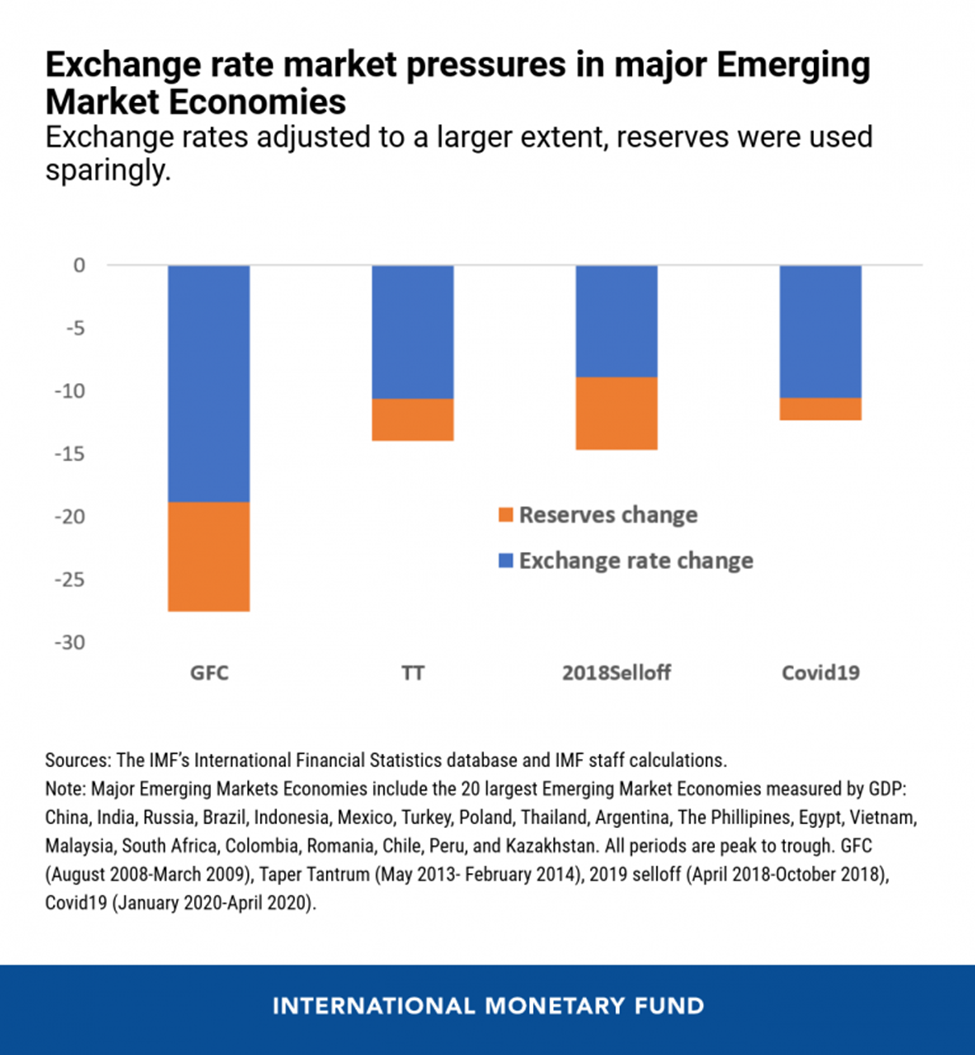 Exchange rate market pressures in major Emerging
Market Economies
Exchange rates adjusted to a larger extent, reserves were used
sparingly.
0
-5
-10
-15
-20
-25
-30
Reserves change
Exchange rate change
GFC TT 2018Selloff Covid19
Sources: The IMF's International Financial Statistics database and IMF staff calculations.
Note: Major Emerging Markets Economies include the 20 largest Emerging Market Economies measured by GDP:
China, India, Russia, Brazil, Indonesia, Mexico, Turkey, Poland, Thailand, Argentina, The Phillipines, Egypt, Vietnam,
Malaysia, South Africa, Colombia, Romania, Chile, Peru, and Kazakhstan. All periods are peak to trough. GFC
(August 2008-March 2009), Taper Tantrum (May 2013- February 2014), 2019 selloff (April 2018-October 2018),
Covid19 (January 2020-April 2020).
INTERNATIONAL MONETARY FUND